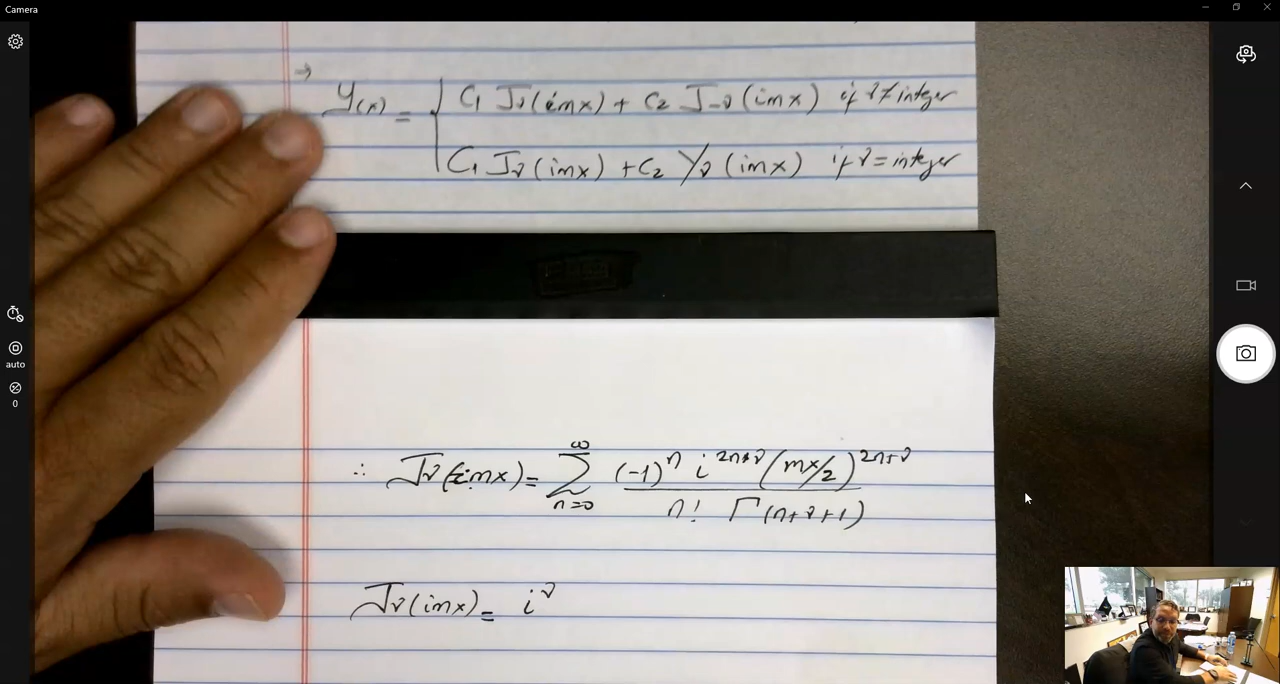 Camera
⇒ y(x) = { C₁ Jν(imx) + C₂ J₋ν(imx) if ν ≠ integer
C₁ Jν(imx) + C₂ Yν(imx) if ν = integer
auto
0
∴ Jν(imx) = ∑_{n=0}^{∞} (-1)ⁿ i^{2n+ν} (mx/2)^{2n+ν} / n! Γ(n+ν+1)
Jν(imx) = i^ν